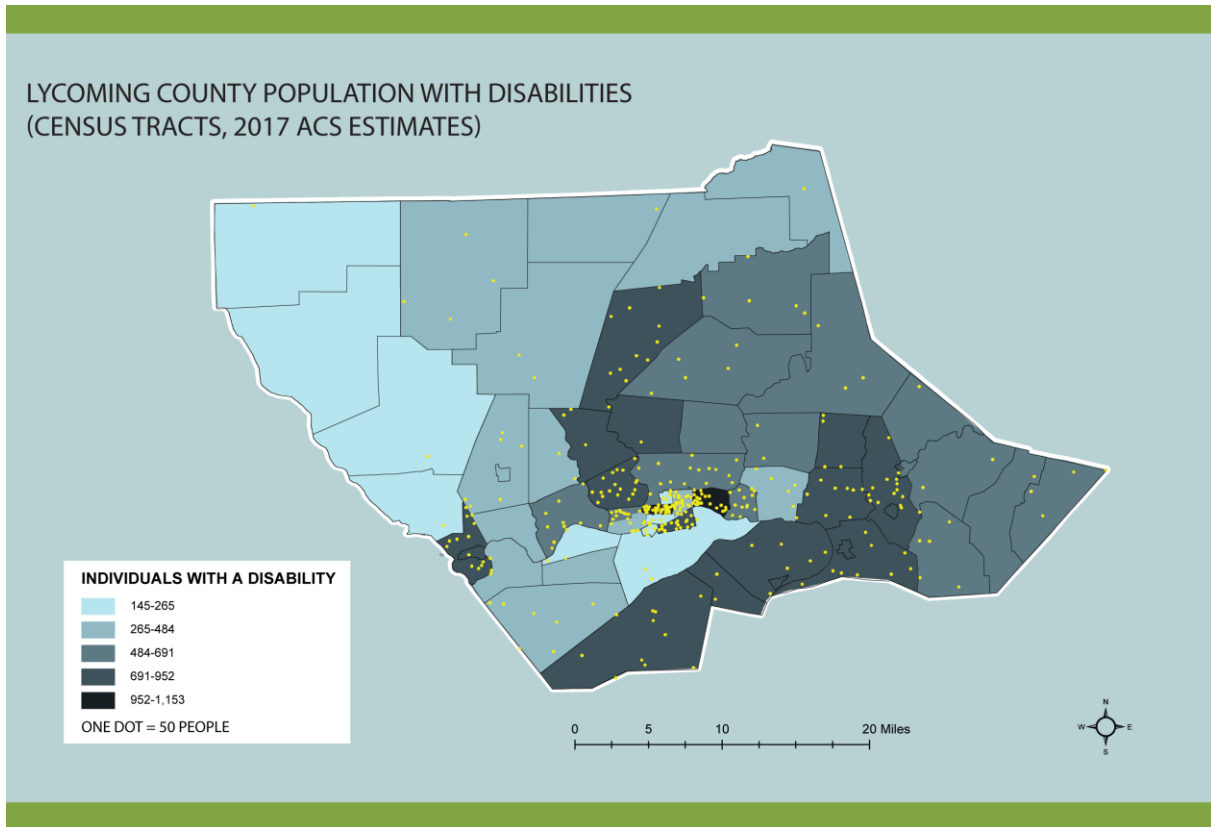 LYCOMING COUNTY POPULATION WITH DISABILITIES
(CENSUS TRACTS, 2017 ACS ESTIMATES)
INDIVIDUALS WITH A DISABILITY
145-265
265-484
484-691
691-952
952-1,153
ONE DOT = 50 PEOPLE
0 5 10 20 Miles
N
W E
S